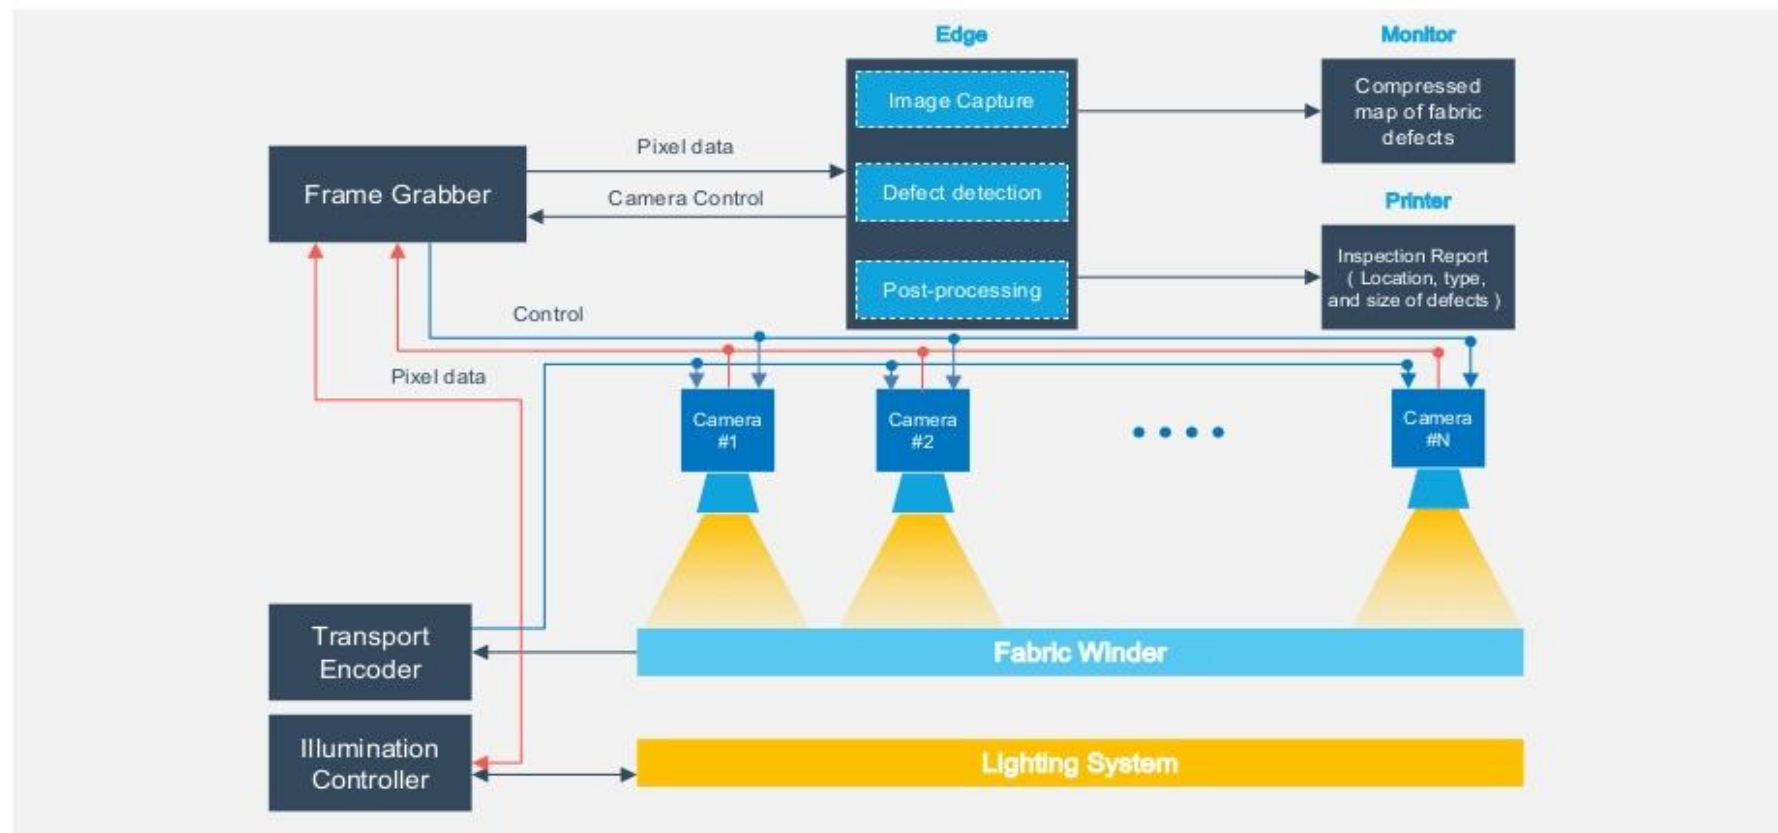 Edge
Monitor
Image Capture
Compressed
map of fabric
defects
Pixel data
Frame Grabber
Defect detection
Camera Control
Printer
Inspection Report
( Location, type,
and size of defects )
Post-processing
Control
Pixel data
Camera
#1
Camera
#2
Camera
#N
Transport
Encoder
Fabric Winder
Illumination
Controller
Lighting System